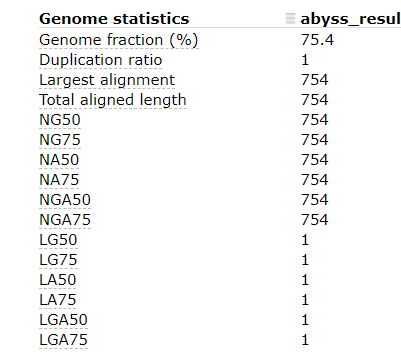 Genome statistics abyss_resul
Genome fraction (%) 75.4
Duplication ratio 1
Largest alignment 754
Total aligned length 754
NG50 754
NG75 754
NA50 754
NA75 754
NGA50 754
NGA75 754
LG50 1
LG75 1
LA50 1
LA75 1
LGA50 1
LGA75 1